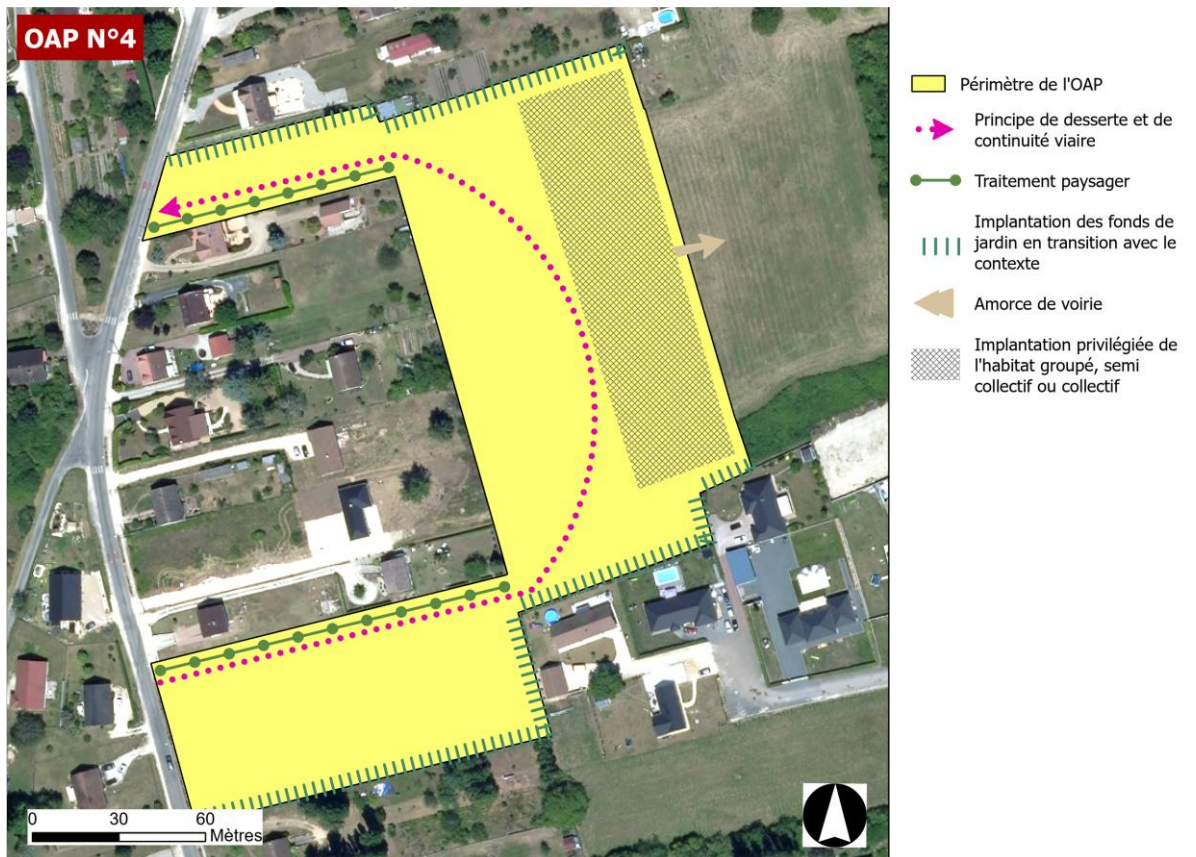 OAP N°4
Périmètre de l'OAP
Principe de desserte et de
continuité viaire
Traitement paysager
Implantation des fonds de
jardin en transition avec le
contexte
Amorce de voirie
Implantation privilégiée de
l'habitat groupé, semi
collectif ou collectif
0 30 60
Mètres